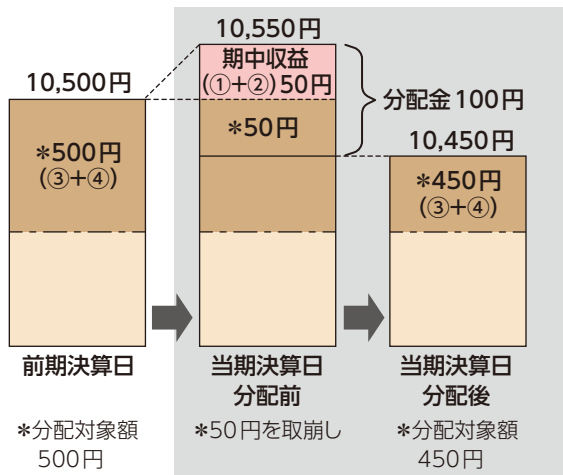 10,500円
*500円
(③+④)
前期決算日
*分配対象額
500円
10,550円
期中収益
(①+②)50円
*50円
分配金100円
当期決算日
分配前
*50円を取崩し
10,450円
*450円
(③+④)
当期決算日
分配後
*分配対象額
450円